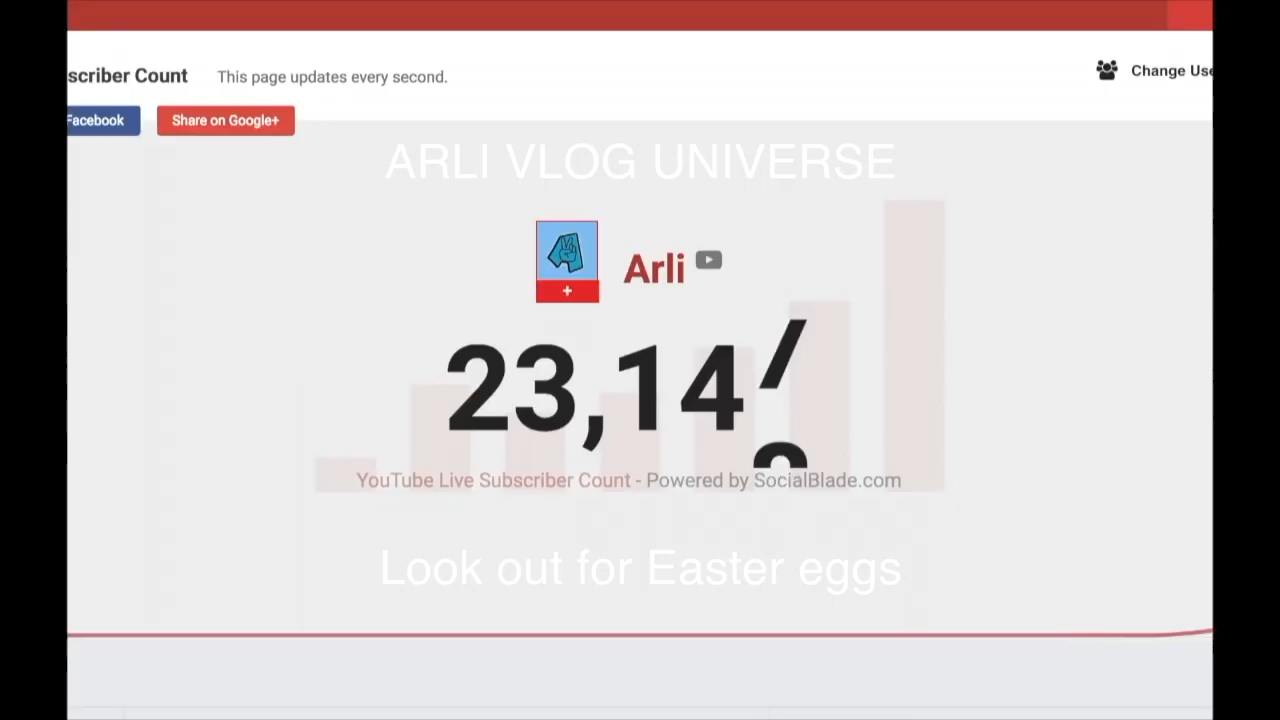 scriber Count
This page updates every second.
Change Use
Facebook
Share on Google+
ARLI VLOG UNIVERSE
Arli
+
23,14
YouTube Live Subscriber Count - Powered by SocialBlade.com
Look out for Easter eggs